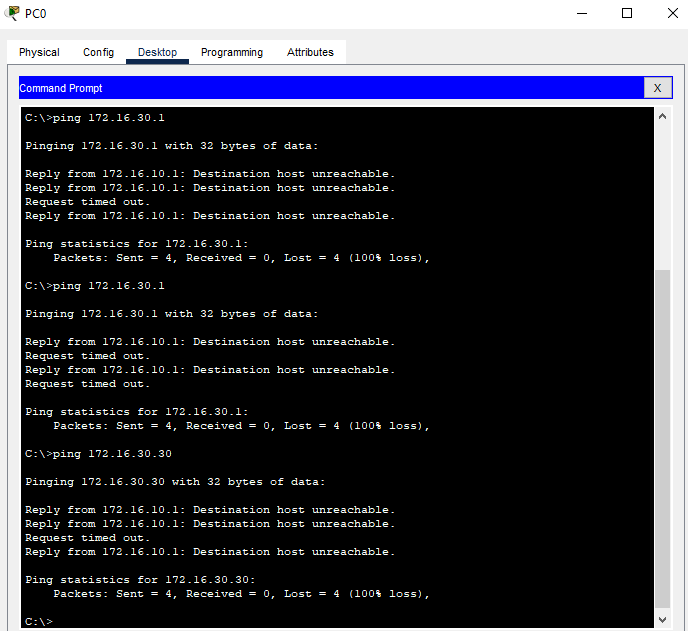 PC0
Physical Config Desktop Programming Attributes
Command Prompt
X
C:\>ping 172.16.30.1
Pinging 172.16.30.1 with 32 bytes of data:
Reply from 172.16.10.1: Destination host unreachable.
Reply from 172.16.10.1: Destination host unreachable.
Request timed out.
Reply from 172.16.10.1: Destination host unreachable.
Ping statistics for 172.16.30.1:
    Packets: Sent = 4, Received = 0, Lost = 4 (100% loss),
C:\>ping 172.16.30.1
Pinging 172.16.30.1 with 32 bytes of data:
Reply from 172.16.10.1: Destination host unreachable.
Request timed out.
Reply from 172.16.10.1: Destination host unreachable.
Request timed out.
Ping statistics for 172.16.30.1:
    Packets: Sent = 4, Received = 0, Lost = 4 (100% loss),
C:\>ping 172.16.30.30
Pinging 172.16.30.30 with 32 bytes of data:
Reply from 172.16.10.1: Destination host unreachable.
Reply from 172.16.10.1: Destination host unreachable.
Request timed out.
Reply from 172.16.10.1: Destination host unreachable.
Ping statistics for 172.16.30.30:
    Packets: Sent = 4, Received = 0, Lost = 4 (100% loss),
C:\>